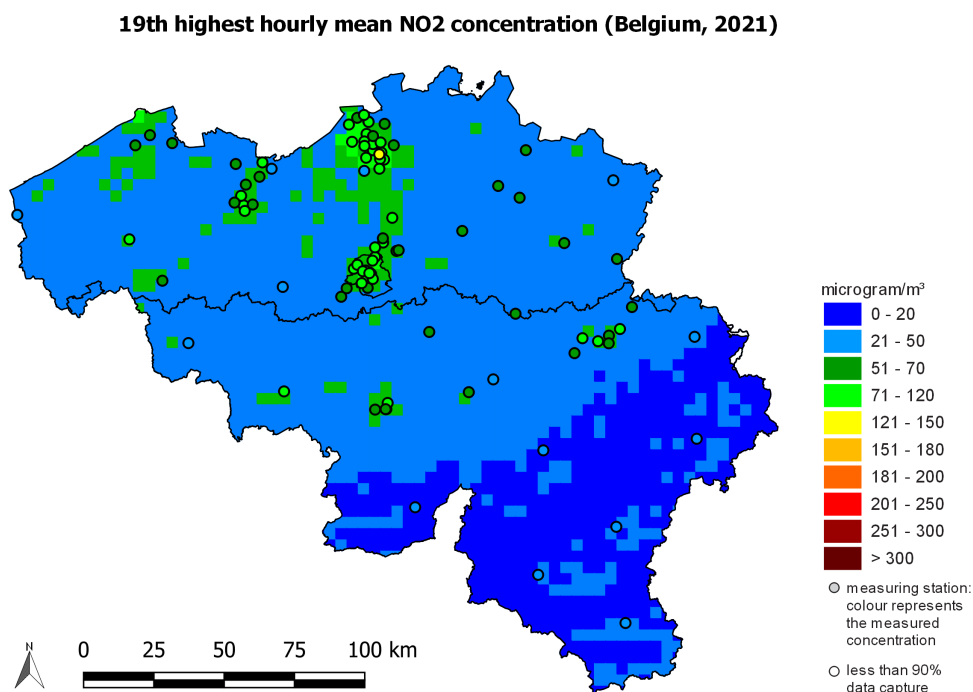 19th highest hourly mean NO2 concentration (Belgium, 2021)
microgram/m³
0 - 20
21 - 50
51 - 70
71 - 120
121 - 150
151 - 180
181 - 200
201 - 250
251 - 300
> 300
measuring station:
colour represents
the measured
concentration
less than 90%
data capture
N
0 25 50 75 100 km